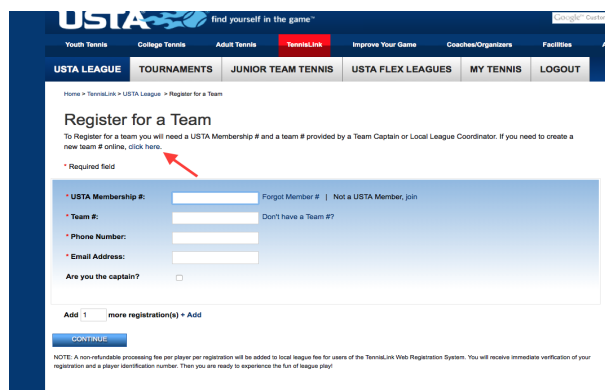 USTA find yourself in the game™
Google™ Custom
Youth Tennis College Tennis Adult Tennis TennisLink Improve Your Game Coaches/Organizers Facilities
USTA LEAGUE TOURNAMENTS JUNIOR TEAM TENNIS USTA FLEX LEAGUES MY TENNIS LOGOUT
Home > TennisLink > USTA League > Register for a Team
Register for a Team
To Register for a team you will need a USTA Membership # and a team # provided by a Team Captain or Local League Coordinator. If you need to create a
new team # online, click here.
* Required field
* USTA Membership #: Forgot Member # | Not a USTA Member, join
* Team #: Don't have a Team #?
* Phone Number:
* Email Address:
Are you the captain?
Add 1 more registration(s) + Add
CONTINUE
NOTE: A non-refundable processing fee per player per registration will be added to local league fee for users of the TennisLink Web Registration System. You will receive immediate verification of your
registration and a player identification number. Then you are ready to experience the fun of league play!